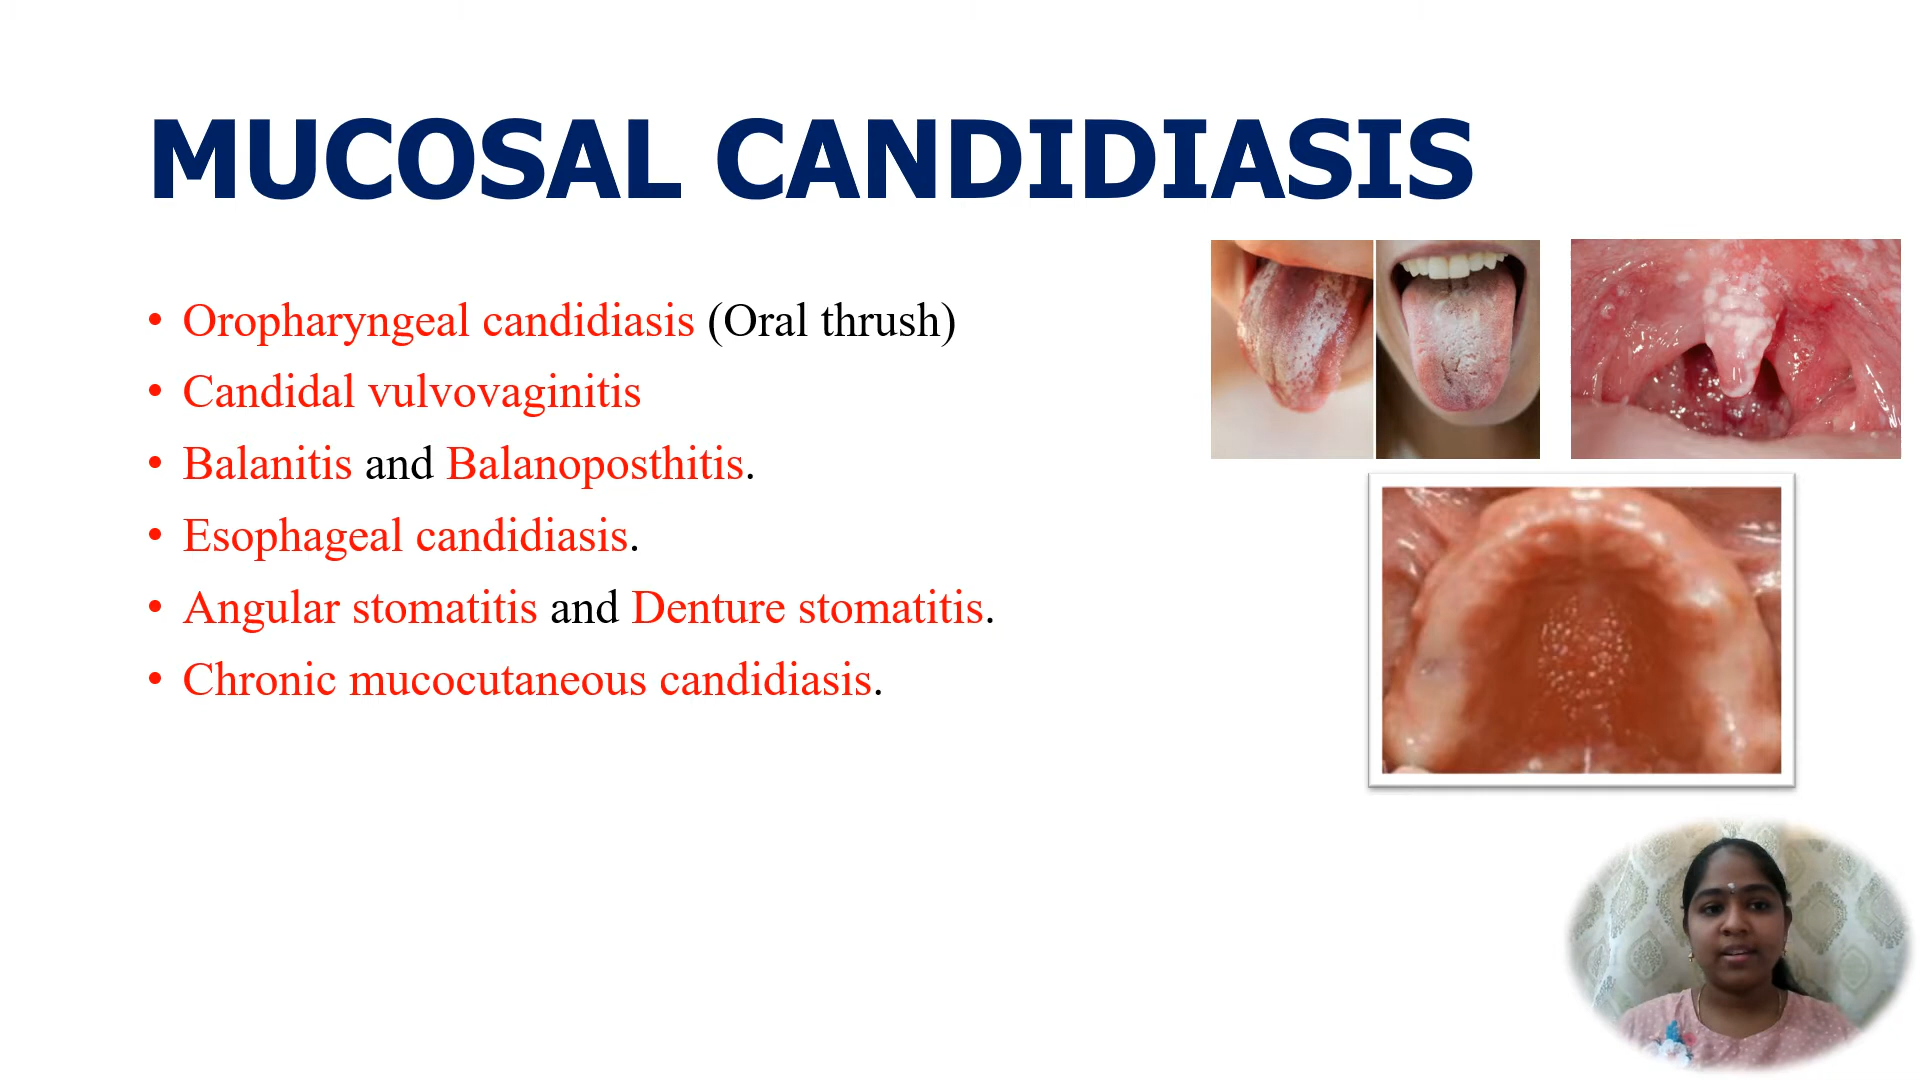 MUCOSAL CANDIDIASIS
• Oropharyngeal candidiasis (Oral thrush)
• Candidal vulvovaginitis
• Balanitis and Balanoposthitis.
• Esophageal candidiasis.
• Angular stomatitis and Denture stomatitis.
• Chronic mucocutaneous candidiasis.